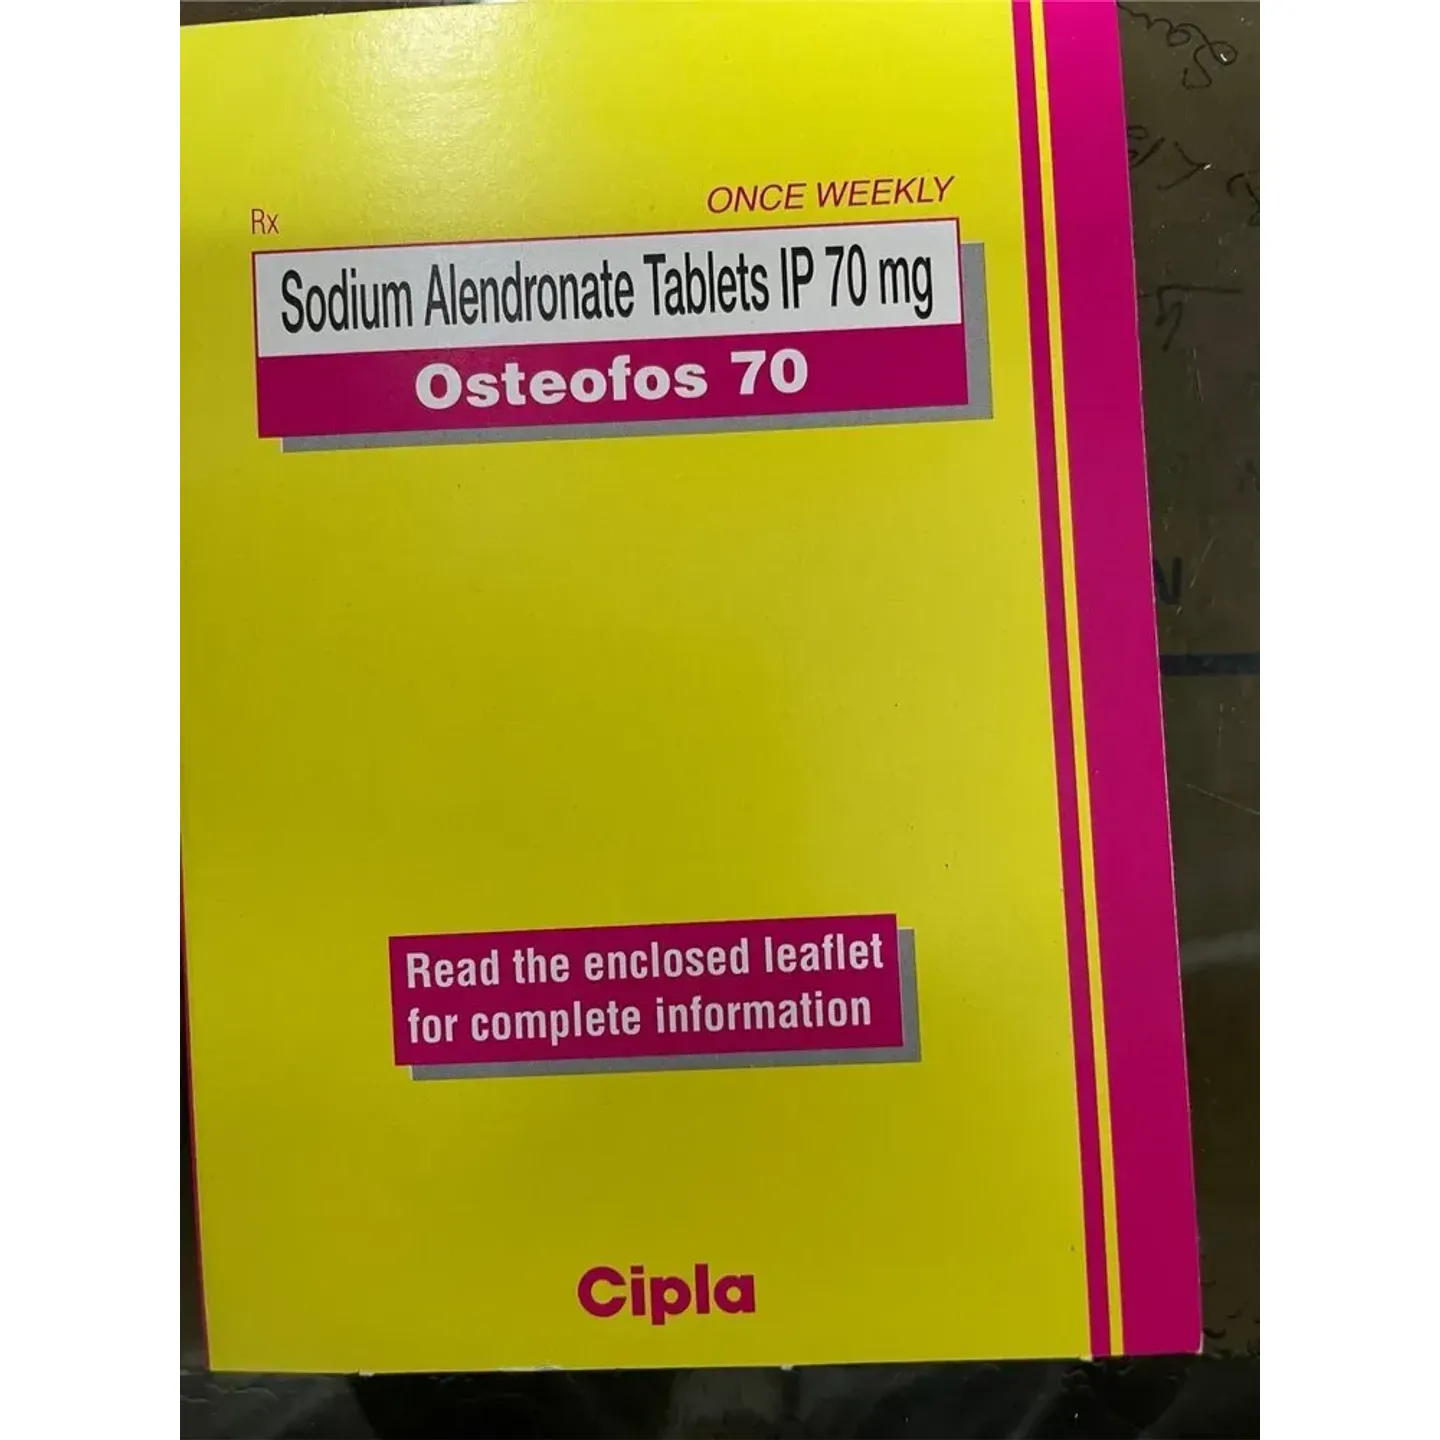 Rx
ONCE WEEKLY
Sodium Alendronate Tablets IP 70 mg
Osteofos 70
Read the enclosed leaflet
for complete information
Cipla